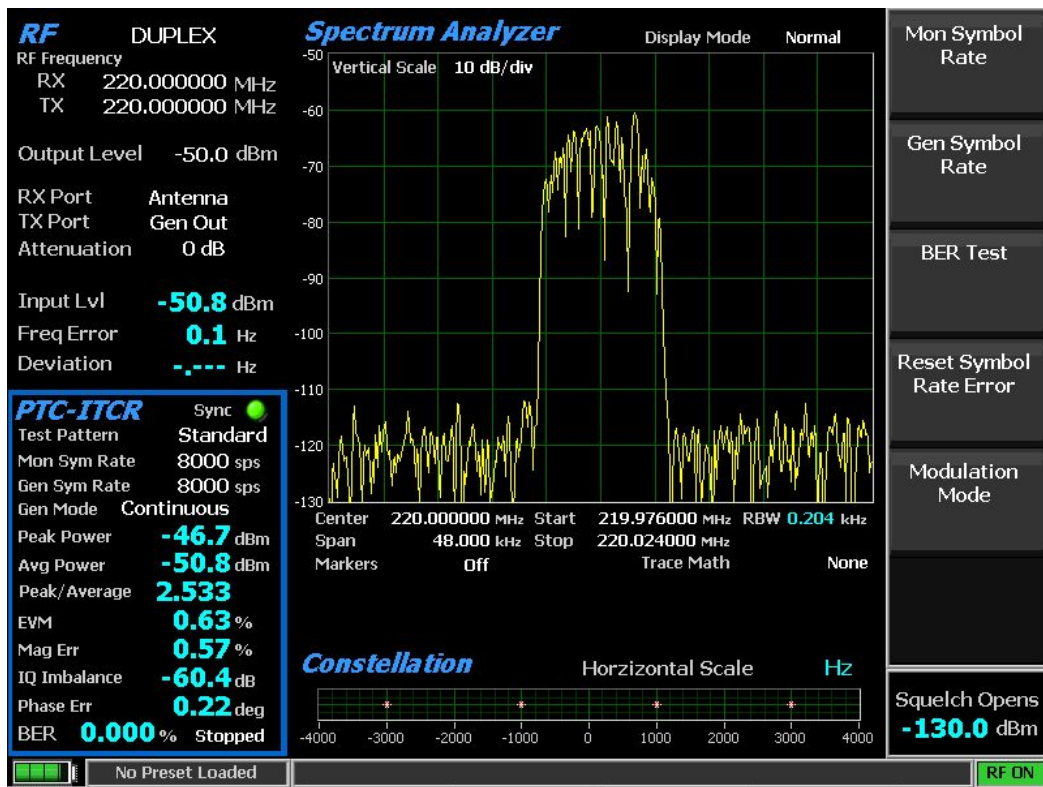 RF DUPLEX
RF Frequency
RX 220.000000 MHz
TX 220.000000 MHz
Output Level -50.0 dBm
RX Port Antenna
TX Port Gen Out
Attenuation 0 dB
Input Lvl -50.8 dBm
Freq Error 0.1 Hz
Deviation -.--- Hz
PTC-ITCR Sync
Test Pattern Standard
Mon Sym Rate 8000 sps
Gen Sym Rate 8000 sps
Gen Mode Continuous
Peak Power -46.7 dBm
Avg Power -50.8 dBm
Peak/Average 2.533
EVM 0.63 %
Mag Err 0.57 %
IQ Imbalance -60.4 dB
Phase Err 0.22 deg
BER 0.000 % Stopped
Spectrum Analyzer Display Mode Normal
Vertical Scale 10 dB/div
-50
-60
-70
-80
-90
-100
-110
-120
-130
Center 220.000000 MHz Start 219.976000 MHz RBW 0.204 kHz
Span 48.000 kHz Stop 220.024000 MHz
Markers Off Trace Math None
Constellation Horzizontal Scale Hz
-4000 -3000 -2000 -1000 0 1000 2000 3000 4000
Mon Symbol
Rate
Gen Symbol
Rate
BER Test
Reset Symbol
Rate Error
Modulation
Mode
Squelch Opens
-130.0 dBm
No Preset Loaded
RF ON